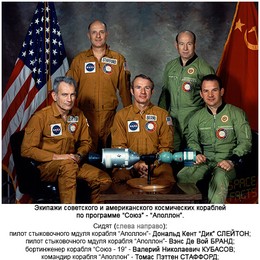 Экипажи советского и американского космических кораблей
по программе "Союз" - "Аполлон".
Сидят (слева направо):
пилот стыковочного мдуля корабля "Аполлон"- Дональд Кент "Дик" СЛЕЙТОН;
пилот стыковочного мдуля корабля "Аполлон"- Вэнс Де Вой БРАНД;
бортинженер корабля "Союз - 19" - Валерий Николаевич КУБАСОВ;
командир корабля "Аполлон" - Томас Пэттен СТАФФОРД;